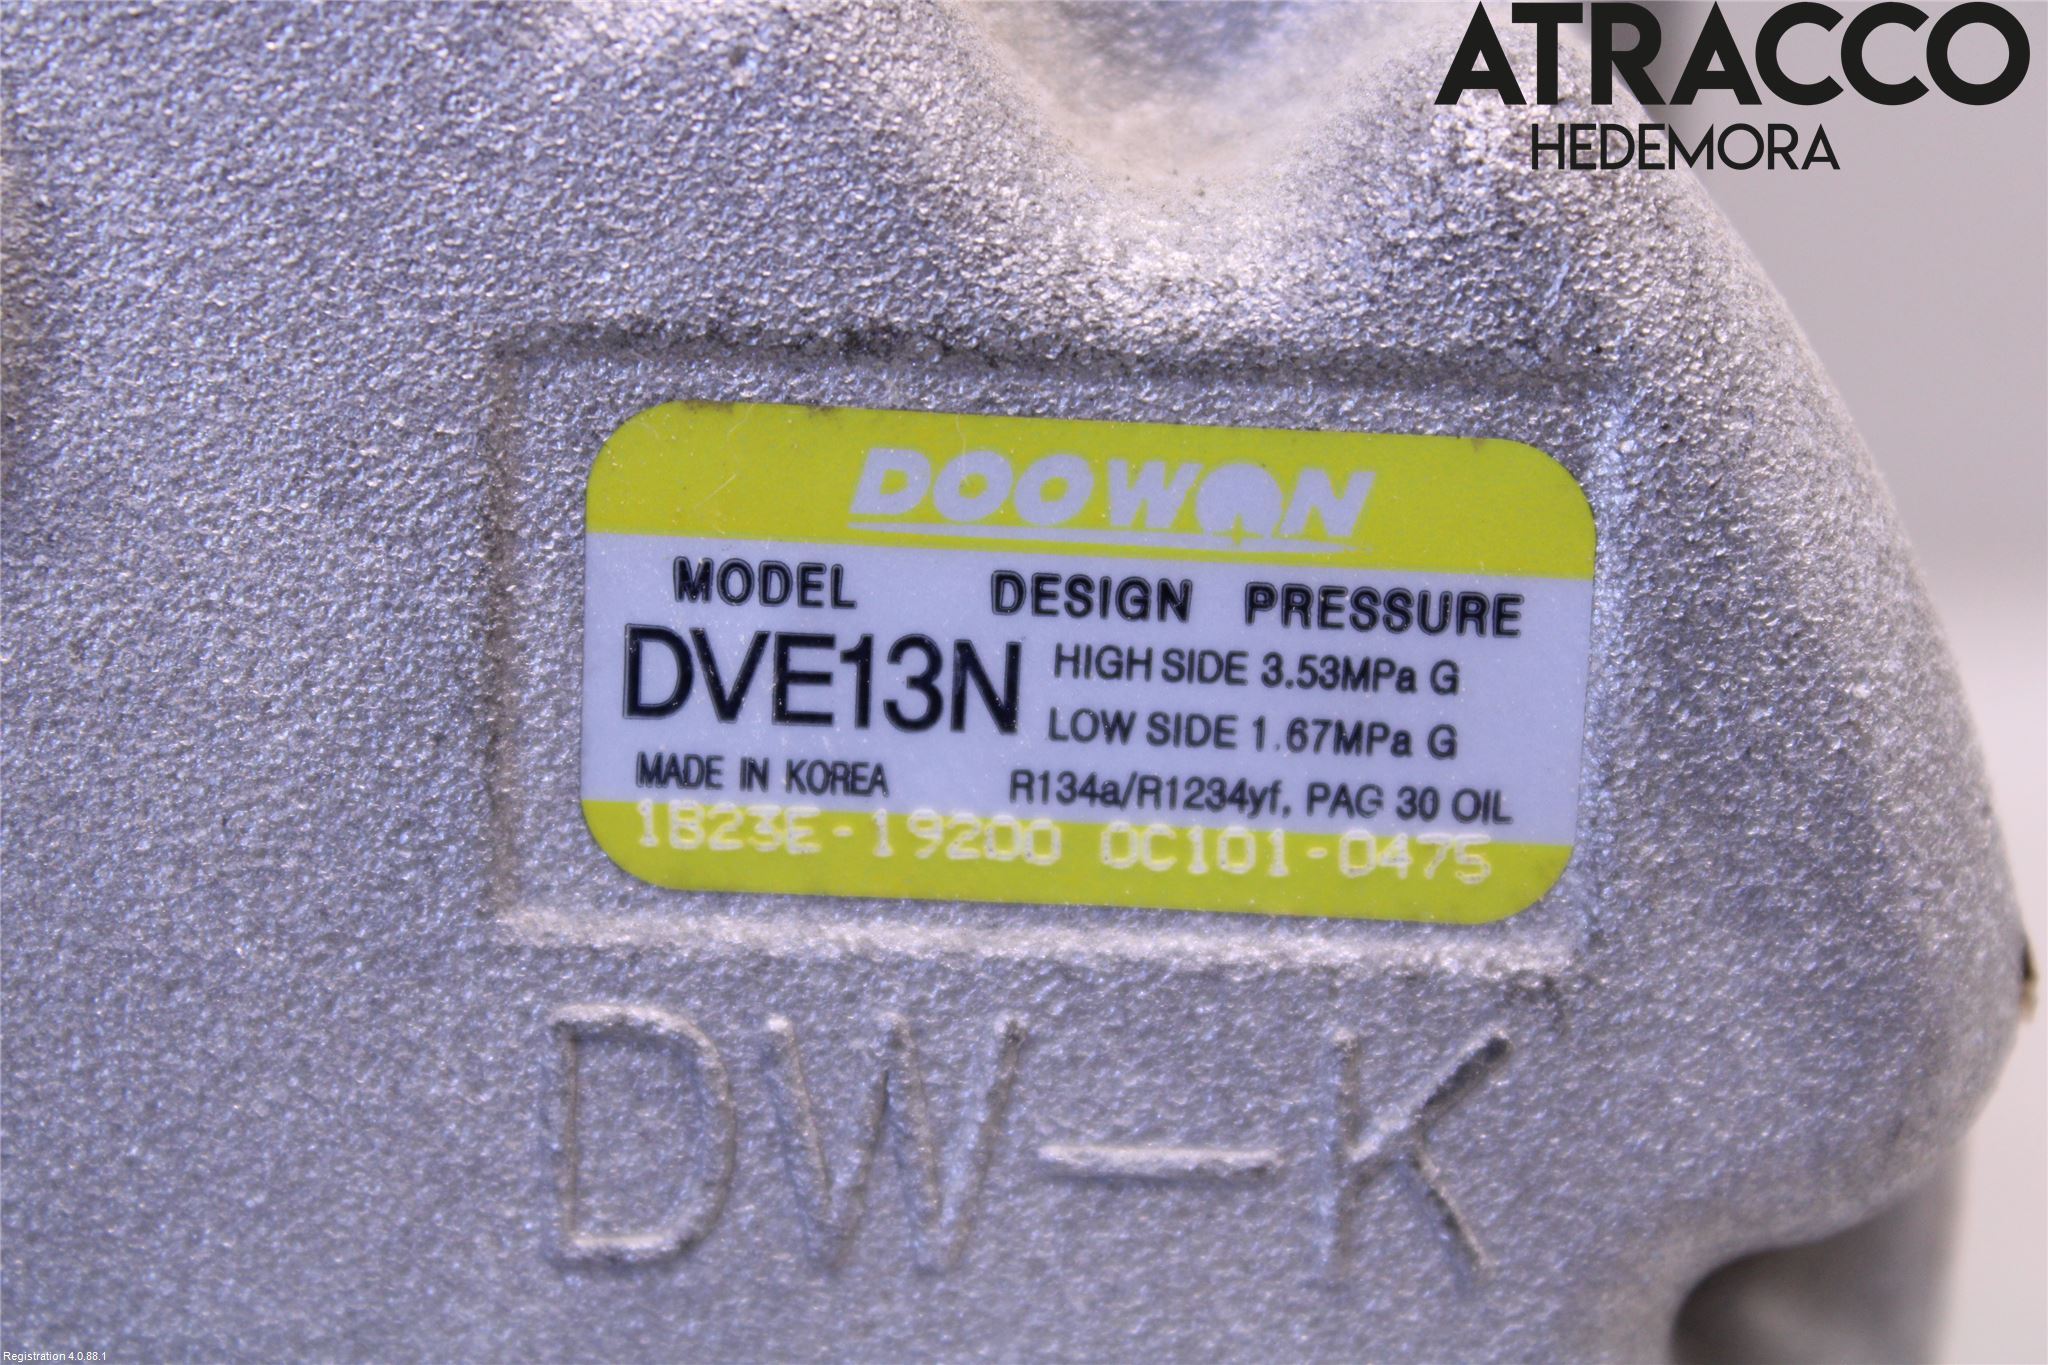 ATRACCO
HEDEMORA
DOOWON
MODEL DESIGN PRESSURE
DVE13N HIGH SIDE 3.53MPa G
LOW SIDE 1.67MPa G
MADE IN KOREA R134a/R1234yf, PAG 30 OIL
1B23E-19200 0C101-0475
DW-K
Registration 4.0.88.1